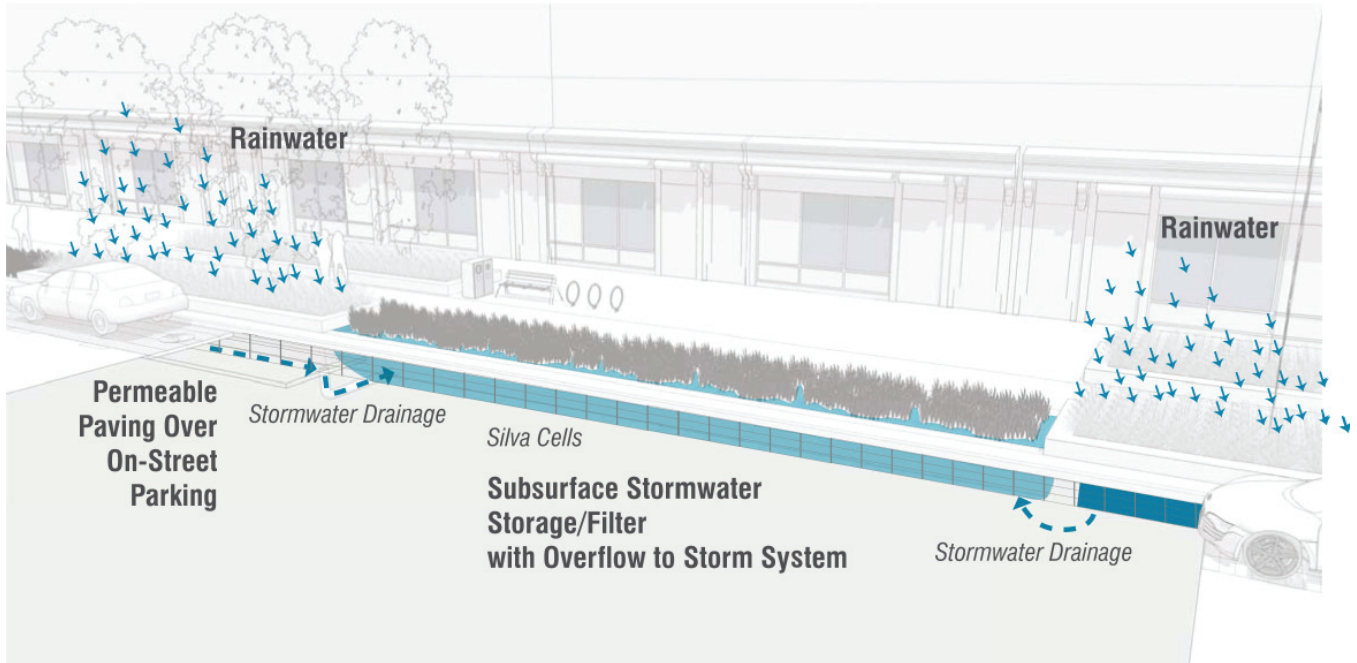 Rainwater
Rainwater
Permeable
Paving Over
On-Street
Parking
Stormwater Drainage
Silva Cells
Subsurface Stormwater
Storage/Filter
with Overflow to Storm System
Stormwater Drainage